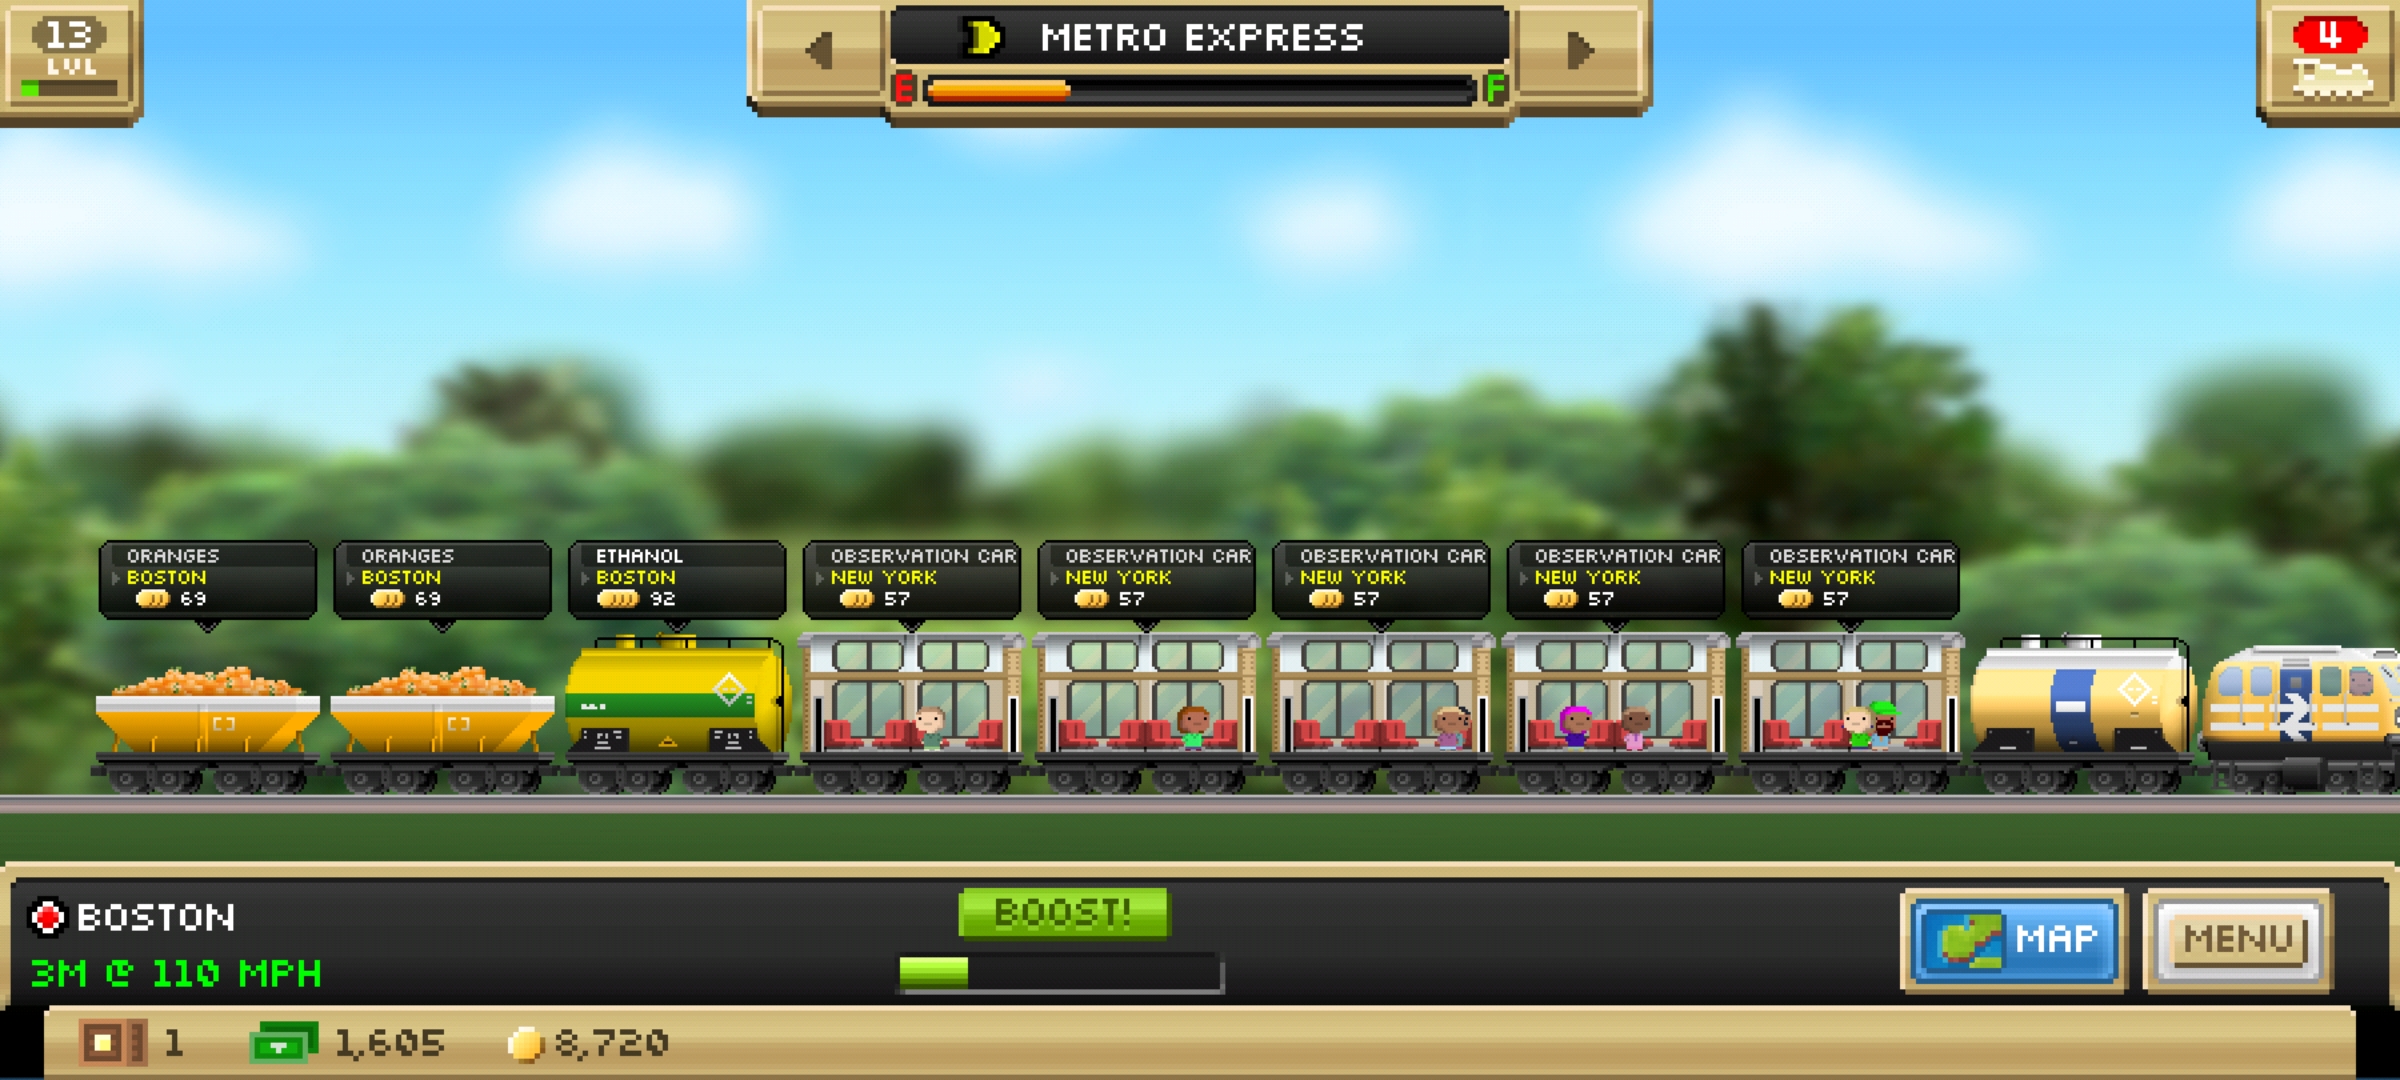 13
LVL
METRO EXPRESS
E F
4
ORANGES
BOSTON
69
ORANGES
BOSTON
69
ETHANOL
BOSTON
92
OBSERVATION CAR
NEW YORK
57
OBSERVATION CAR
NEW YORK
57
OBSERVATION CAR
NEW YORK
57
OBSERVATION CAR
NEW YORK
57
OBSERVATION CAR
NEW YORK
57
BOSTON
3M @ 110 MPH
BOOST!
MAP
MENU
1
1,605
8,720